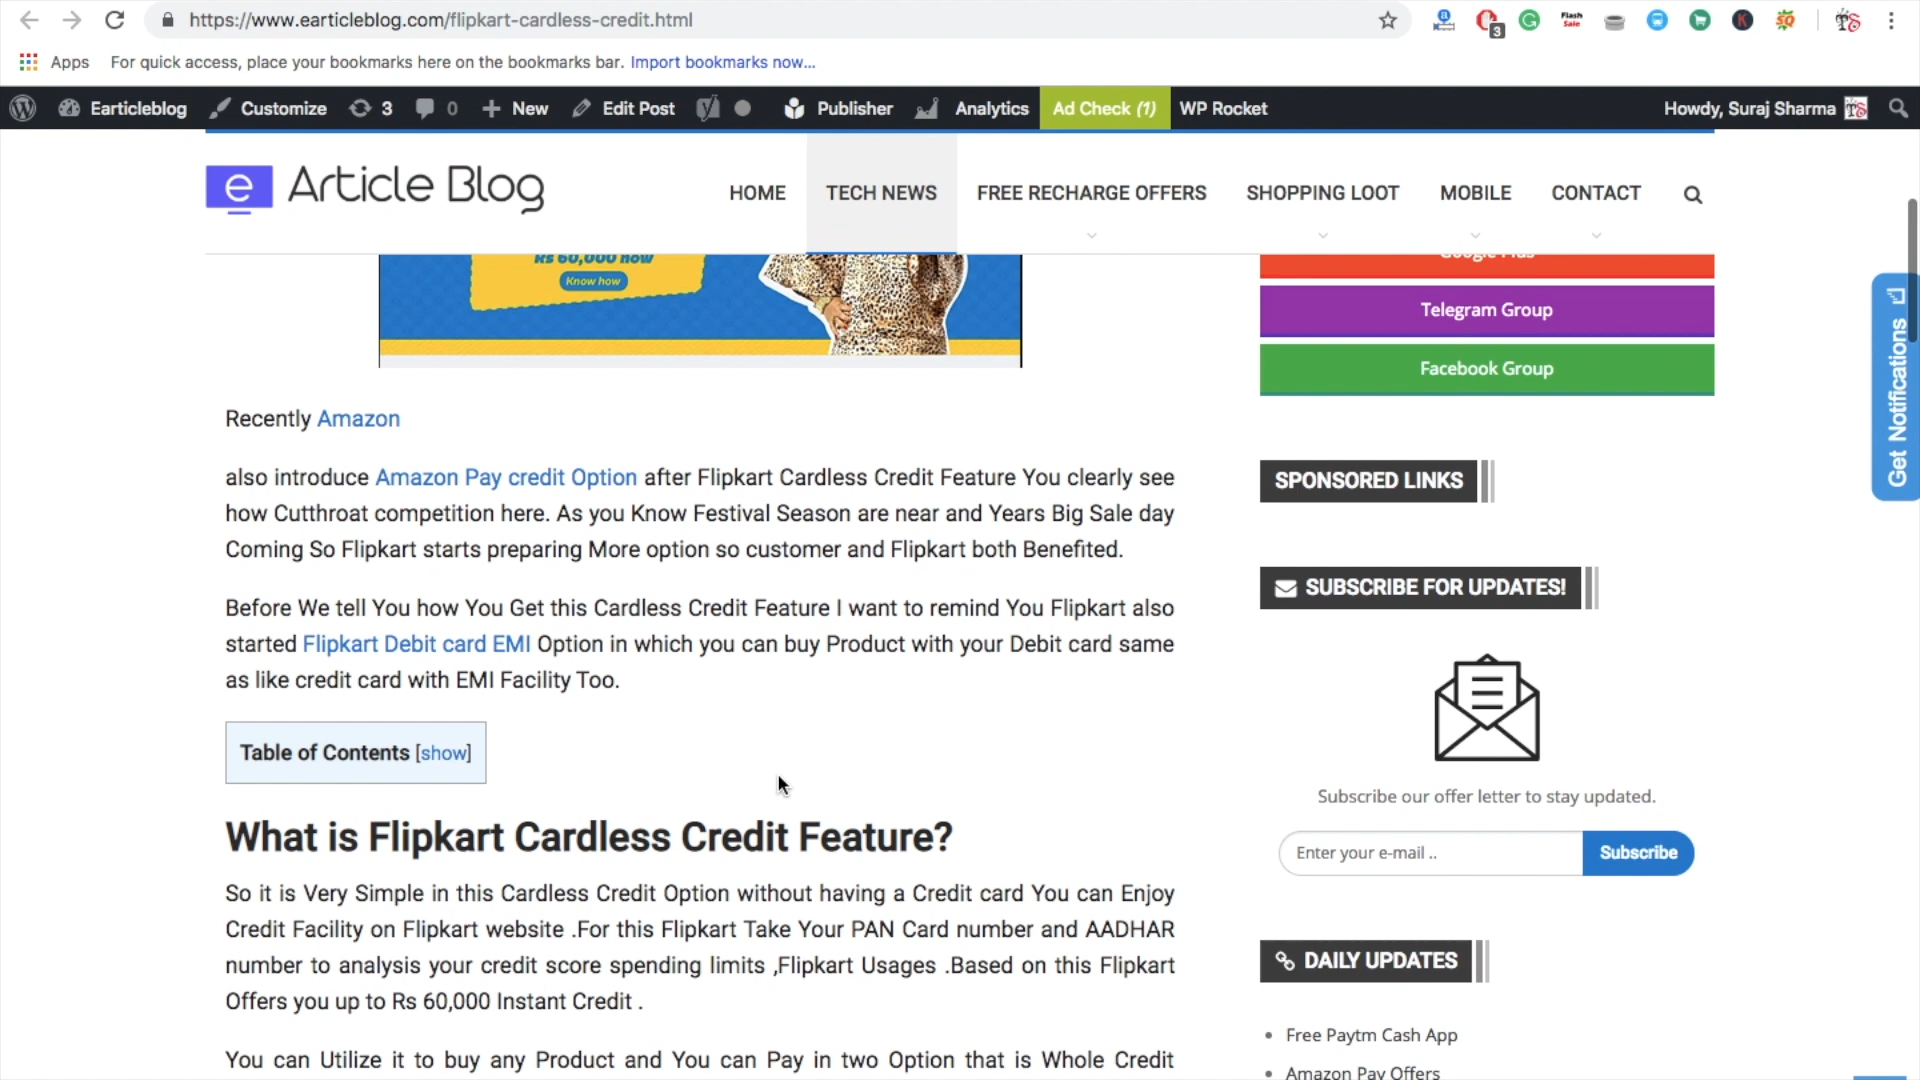 https://www.earticleblog.com/flipkart-cardless-credit.html
3
Flash
Sale
K
SQ
Apps
For quick access, place your bookmarks here on the bookmarks bar. Import bookmarks now...
Earticleblog
Customize
3
0
New
Edit Post
Publisher
Analytics
Ad Check (1)
WP Rocket
Howdy, Suraj Sharma
e Article Blog
HOME
TECH NEWS
FREE RECHARGE OFFERS
SHOPPING LOOT
MOBILE
CONTACT
Rs 60,000 now
Know how
Google Plus
Telegram Group
Facebook Group
Get Notifications
Recently Amazon
also introduce Amazon Pay credit Option after Flipkart Cardless Credit Feature You clearly see
how Cutthroat competition here. As you Know Festival Season are near and Years Big Sale day
Coming So Flipkart starts preparing More option so customer and Flipkart both Benefited.
Before We tell You how You Get this Cardless Credit Feature I want to remind You Flipkart also
started Flipkart Debit card EMI Option in which you can buy Product with your Debit card same
as like credit card with EMI Facility Too.
Table of Contents [show]
What is Flipkart Cardless Credit Feature?
So it is Very Simple in this Cardless Credit Option without having a Credit card You can Enjoy
Credit Facility on Flipkart website .For this Flipkart Take Your PAN Card number and AADHAR
number to analysis your credit score spending limits ,Flipkart Usages .Based on this Flipkart
Offers you up to Rs 60,000 Instant Credit .
You can Utilize it to buy any Product and You can Pay in two Option that is Whole Credit
SPONSORED LINKS
SUBSCRIBE FOR UPDATES!
Subscribe our offer letter to stay updated.
Enter your e-mail ..
Subscribe
DAILY UPDATES
Free Paytm Cash App
Amazon Pay Offers